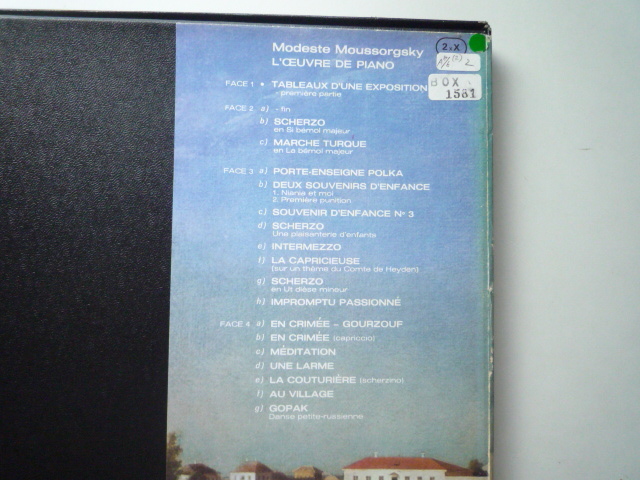 Modeste Moussorgsky
L'ŒUVRE DE PIANO
2.X
2
BOX
1581
FACE 1 • TABLEAUX D'UNE EXPOSITION
- première partie
FACE 2 a) - fin
b) SCHERZO
en Si bémol majeur
c) MARCHE TURQUE
en La bémol majeur
FACE 3 a) PORTE-ENSEIGNE POLKA
b) DEUX SOUVENIRS D'ENFANCE
1. Niania et moi
2. Première punition
c) SOUVENIR D'ENFANCE N° 3
d) SCHERZO
Une plaisanterie d'enfants
e) INTERMEZZO
f) LA CAPRICIEUSE
(sur un thème du Comte de Heyden)
g) SCHERZO
en Ut dièse mineur
h) IMPROMPTU PASSIONNÉ
FACE 4 a) EN CRIMÉE - GOURZOUF
b) EN CRIMÉE (capriccio)
c) MÉDITATION
d) UNE LARME
e) LA COUTURIÈRE (scherzino)
f) AU VILLAGE
g) GOPAK
Danse petite-russienne